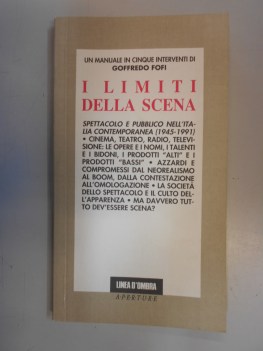 UN MANUALE IN CINQUE INTERVENTI DI
GOFFREDO FOFI
I LIMITI
DELLA SCENA
SPETTACOLO E PUBBLICO NELL'ITA-
LIA CONTEMPORANEA (1945-1991)
• CINEMA, TEATRO, RADIO, TELEVI-
SIONE: LE OPERE E I NOMI, I TALENTI
E I BIDONI, I PRODOTTI "ALTI" E I
PRODOTTI "BASSI" • AZZARDI E
COMPROMESSI DAL NEOREALISMO
AL BOOM, DALLA CONTESTAZIONE
ALL'OMOLOGAZIONE • LA SOCIETÀ
DELLO SPETTACOLO E IL CULTO DEL-
L'APPARENZA • MA DAVVERO TUT-
TO DEV'ESSERE SCENA?
LINEA D'OMBRA
APERTURE